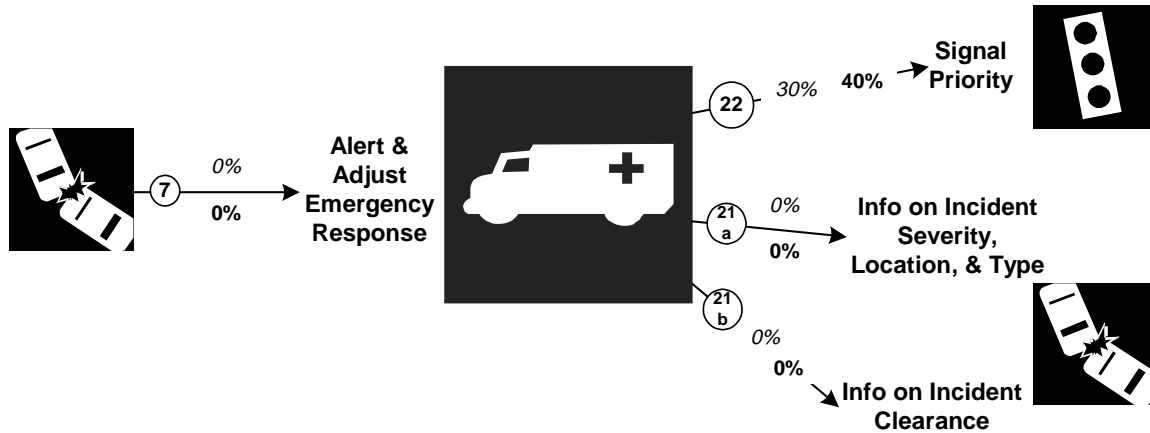 7
0%
0%
Alert &
Adjust
Emergency
Response
22
30%
40%
Signal
Priority
21
a
0%
0%
Info on Incident
Severity,
Location, & Type
21
b
0%
0%
Info on Incident
Clearance